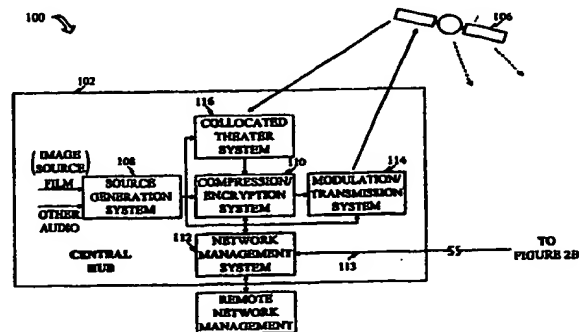 100
106
102
116
COLLOCATED
THEATER
SYSTEM
(IMAGE
SOURCE)
FILM
108
110
114
SOURCE
GENERATION
SYSTEM
COMPRESSION/
ENCRYPTION
SYSTEM
MODULATION/
TRANSMISSION
SYSTEM
OTHER
AUDIO
112
NETWORK
MANAGEMENT
SYSTEM
CENTRAL
HUB
113
TO
FIGURE 2B
REMOTE NETWORK
MANAGEMENT